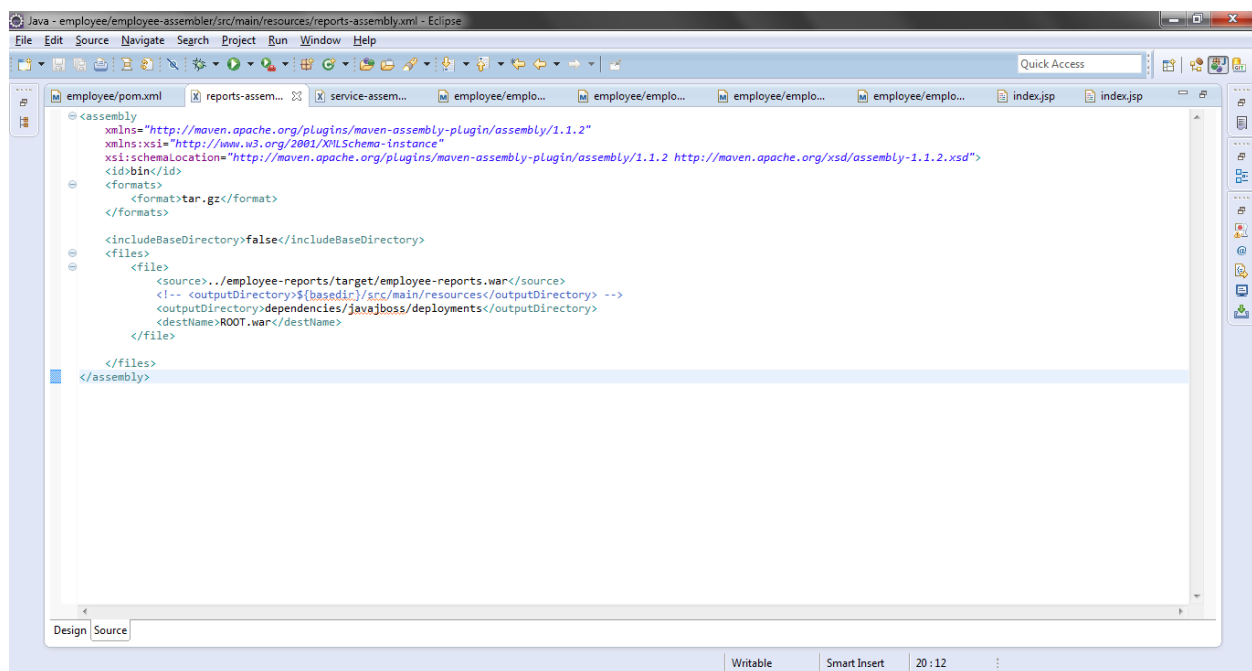 Java - employee/employee-assembler/src/main/resources/reports-assembly.xml - Eclipse
File Edit Source Navigate Search Project Run Window Help
Quick Access
employee/pom.xml reports-assem... service-assem... employee/emplo... employee/emplo... employee/emplo... employee/emplo... index.jsp index.jsp
<assembly
xmlns="http://maven.apache.org/plugins/maven-assembly-plugin/assembly/1.1.2"
xmlns:xsi="http://www.w3.org/2001/XMLSchema-instance"
xsi:schemaLocation="http://maven.apache.org/plugins/maven-assembly-plugin/assembly/1.1.2 http://maven.apache.org/xsd/assembly-1.1.2.xsd">
<id>bin</id>
<formats>
<format>tar.gz</format>
</formats>
<includeBaseDirectory>false</includeBaseDirectory>
<files>
<file>
<source>../employee-reports/target/employee-reports.war</source>
<!-- <outputDirectory>${basedir}/src/main/resources</outputDirectory> -->
<outputDirectory>dependencies/javajboss/deployments</outputDirectory>
<destName>ROOT.war</destName>
</file>
</files>
</assembly>
Design Source
Writable Smart Insert 20 : 12